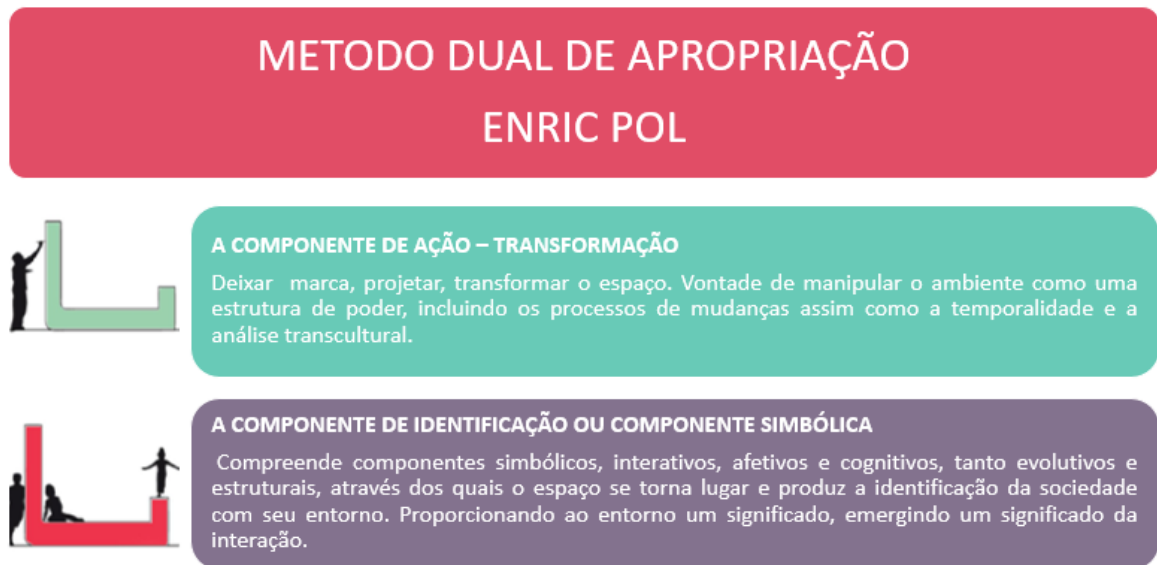 METODO DUAL DE APROPRIAÇÃO
ENRIC POL
A COMPONENTE DE AÇÃO – TRANSFORMAÇÃO
Deixar marca, projetar, transformar o espaço. Vontade de manipular o ambiente como uma
estrutura de poder, incluindo os processos de mudanças assim como a temporalidade e a
análise transcultural.
A COMPONENTE DE IDENTIFICAÇÃO OU COMPONENTE SIMBÓLICA
Compreende componentes simbólicos, interativos, afetivos e cognitivos, tanto evolutivos e
estruturais, através dos quais o espaço se torna lugar e produz a identificação da sociedade
com seu entorno. Proporcionando ao entorno um significado, emergindo um significado da
interação.